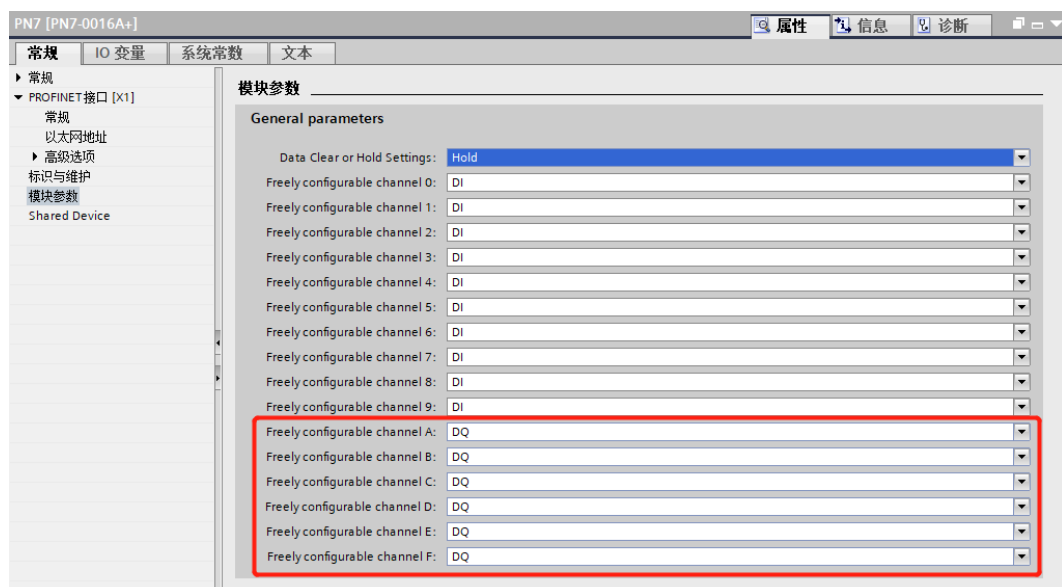 PN7 [PN7-0016A+]
属性 信息 诊断
常规 IO 变量 系统常数 文本
常规
PROFINET接口 [X1]
常规
以太网地址
高级选项
标识与维护
模块参数
Shared Device
模块参数
General parameters
Data Clear or Hold Settings: Hold
Freely configurable channel 0: DI
Freely configurable channel 1: DI
Freely configurable channel 2: DI
Freely configurable channel 3: DI
Freely configurable channel 4: DI
Freely configurable channel 5: DI
Freely configurable channel 6: DI
Freely configurable channel 7: DI
Freely configurable channel 8: DI
Freely configurable channel 9: DI
Freely configurable channel A: DQ
Freely configurable channel B: DQ
Freely configurable channel C: DQ
Freely configurable channel D: DQ
Freely configurable channel E: DQ
Freely configurable channel F: DQ